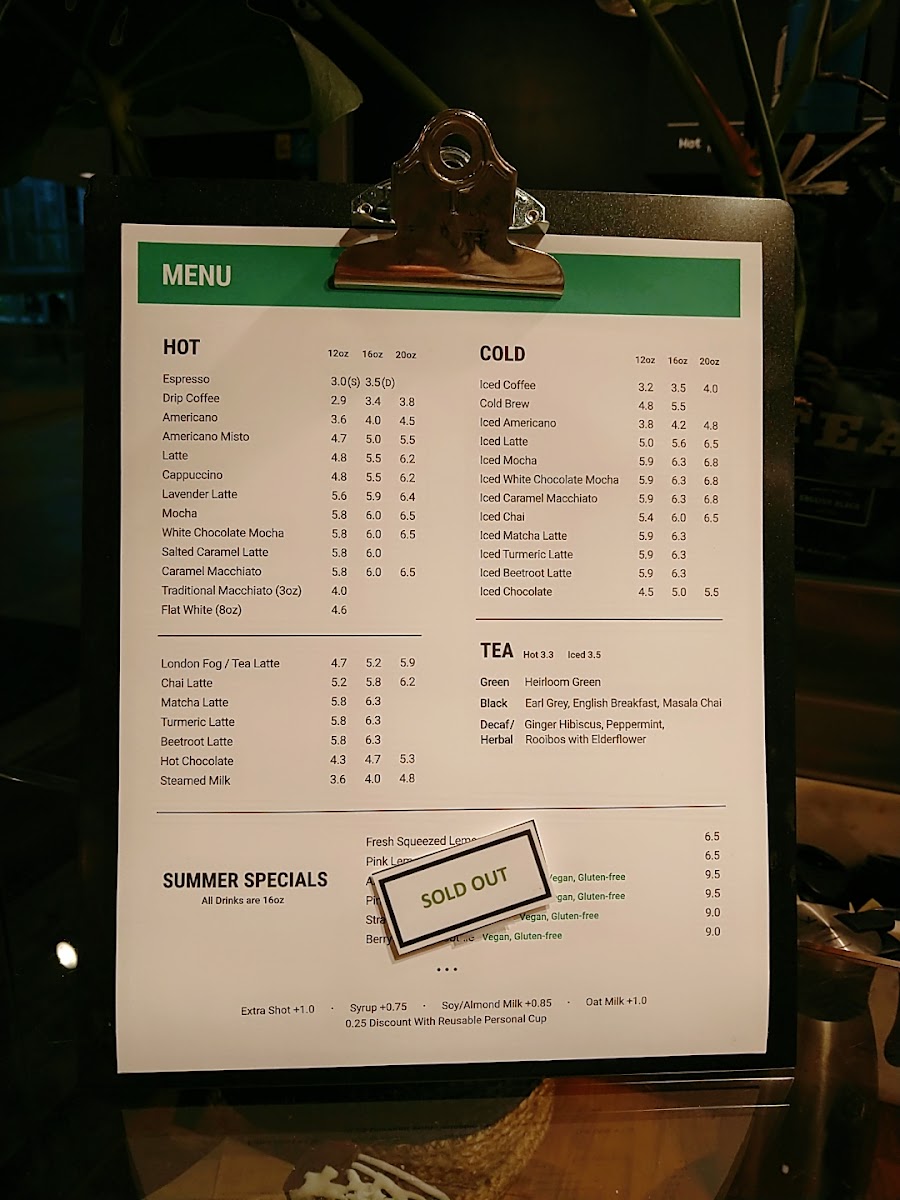 MENU
HOT 12oz 16oz 20oz
Espresso 3.0(S) 3.5(D)
Drip Coffee 2.9 3.4 3.8
Americano 3.6 4.0 4.5
Americano Misto 4.7 5.0 5.5
Latte 4.8 5.5 6.2
Cappuccino 4.8 5.5 6.2
Lavender Latte 5.6 5.9 6.4
Mocha 5.8 6.0 6.5
White Chocolate Mocha 5.8 6.0 6.5
Salted Caramel Latte 5.8 6.0
Caramel Macchiato 5.8 6.0 6.5
Traditional Macchiato (3oz) 4.0
Flat White (8oz) 4.6
London Fog / Tea Latte 4.7 5.2 5.9
Chai Latte 5.2 5.8 6.2
Matcha Latte 5.8 6.3
Turmeric Latte 5.8 6.3
Beetroot Latte 5.8 6.3
Hot Chocolate 4.3 4.7 5.3
Steamed Milk 3.6 4.0 4.8
COLD 12oz 16oz 20oz
Iced Coffee 3.2 3.5 4.0
Cold Brew 4.8 5.5
Iced Americano 3.8 4.2 4.8
Iced Latte 5.0 5.6 6.5
Iced Mocha 5.9 6.3 6.8
Iced White Chocolate Mocha 5.9 6.3 6.8
Iced Caramel Macchiato 5.9 6.3 6.8
Iced Chai 5.4 6.0 6.5
Iced Matcha Latte 5.9 6.3
Iced Turmeric Latte 5.9 6.3
Iced Beetroot Latte 5.9 6.3
Iced Chocolate 4.5 5.0 5.5
TEA Hot 3.3 Iced 3.5
Green Heirloom Green
Black Earl Grey, English Breakfast, Masala Chai
Decaf/ Ginger Hibiscus, Peppermint,
Herbal Rooibos with Elderflower
SUMMER SPECIALS
All Drinks are 16oz
Fresh Squeezed 6.5
Pink 6.5
Gluten-free 9.5
Gluten-free 9.5
Vegan, Gluten-free 9.0
Berry Vegan, Gluten-free 9.0
SOLD OUT
...
Extra Shot +1.0 · Syrup +0.75 · Soy/Almond Milk +0.85 · Oat Milk +1.0
0.25 Discount With Reusable Personal Cup
Hot
ENGLISH BLACK